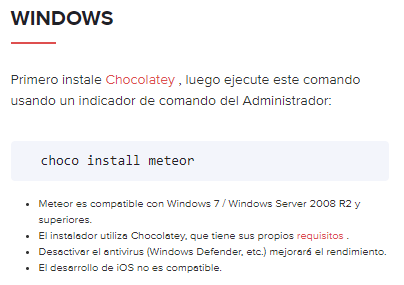 WINDOWS
Primero instale Chocolatey , luego ejecute este comando
usando un indicador de comando del Administrador:
choco install meteor
• Meteor es compatible con Windows 7 / Windows Server 2008 R2 y
superiores.
• El instalador utiliza Chocolatey, que tiene sus propios requisitos .
• Desactivar el antivirus (Windows Defender, etc.) mejorará el rendimiento.
• El desarrollo de iOS no es compatible.